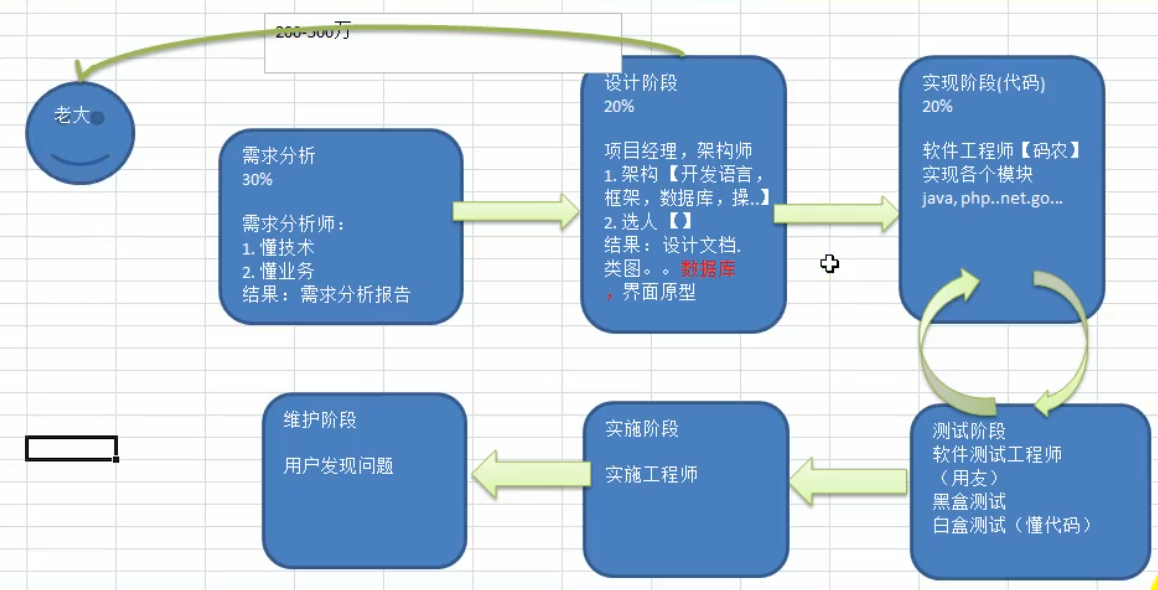 200-300万
老大
需求分析
30%
需求分析师：
1. 懂技术
2. 懂业务
结果：需求分析报告
设计阶段
20%
项目经理，架构师
1. 架构【开发语言，
框架，数据库，操..】
2. 选人【】
结果：设计文档.
类图。。数据库
，界面原型
实现阶段(代码)
20%
软件工程师【码农】
实现各个模块
java, php..net.go...
测试阶段
软件测试工程师
（用友）
黑盒测试
白盒测试（懂代码）
实施阶段
实施工程师
维护阶段
用户发现问题